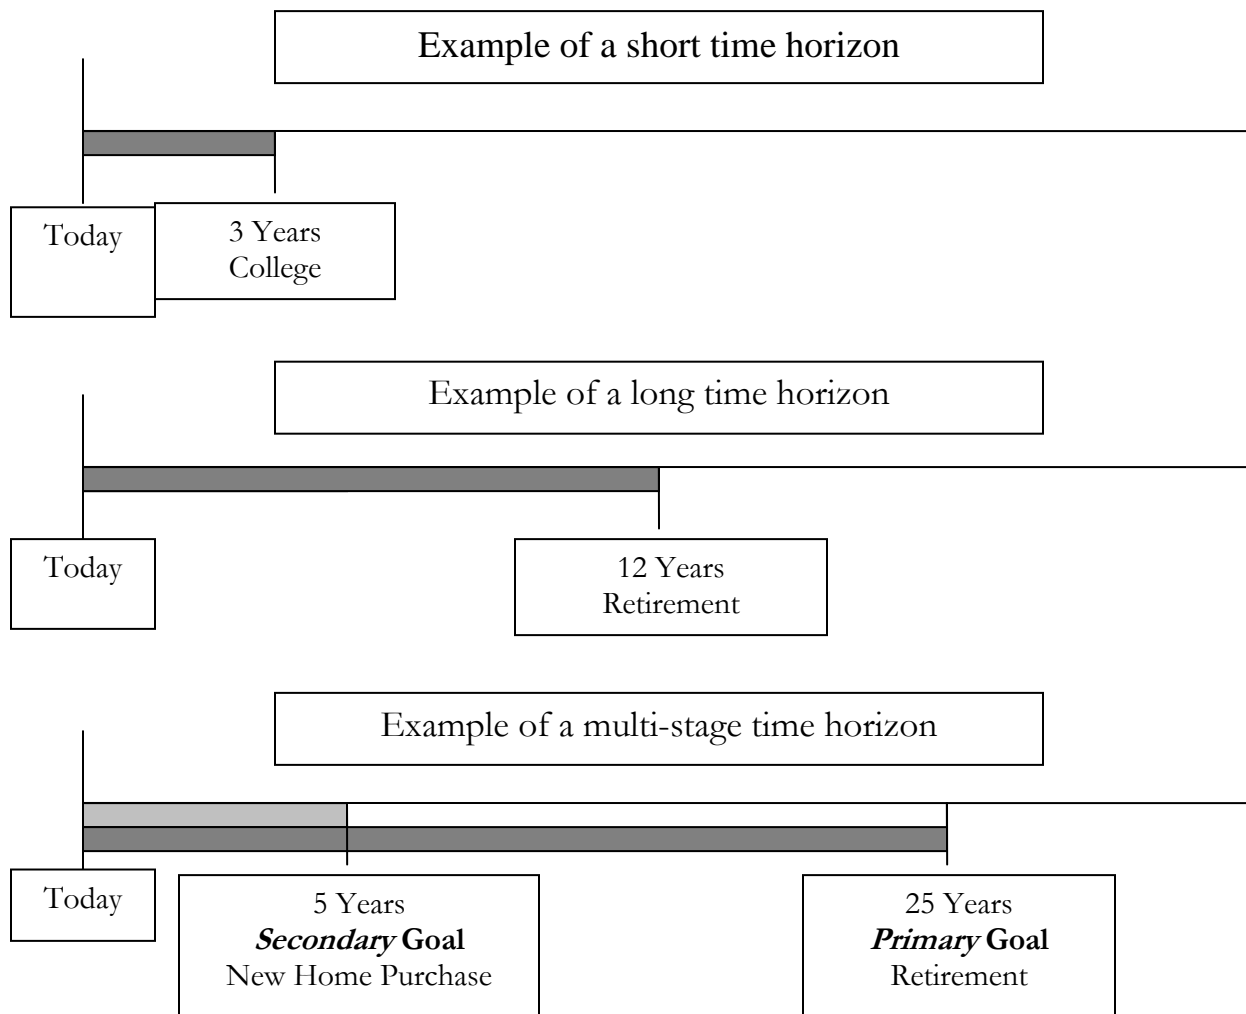 Example of a short time horizon
Today
3 Years
College
Example of a long time horizon
Today
12 Years
Retirement
Example of a multi-stage time horizon
Today
5 Years
Secondary Goal
New Home Purchase
25 Years
Primary Goal
Retirement